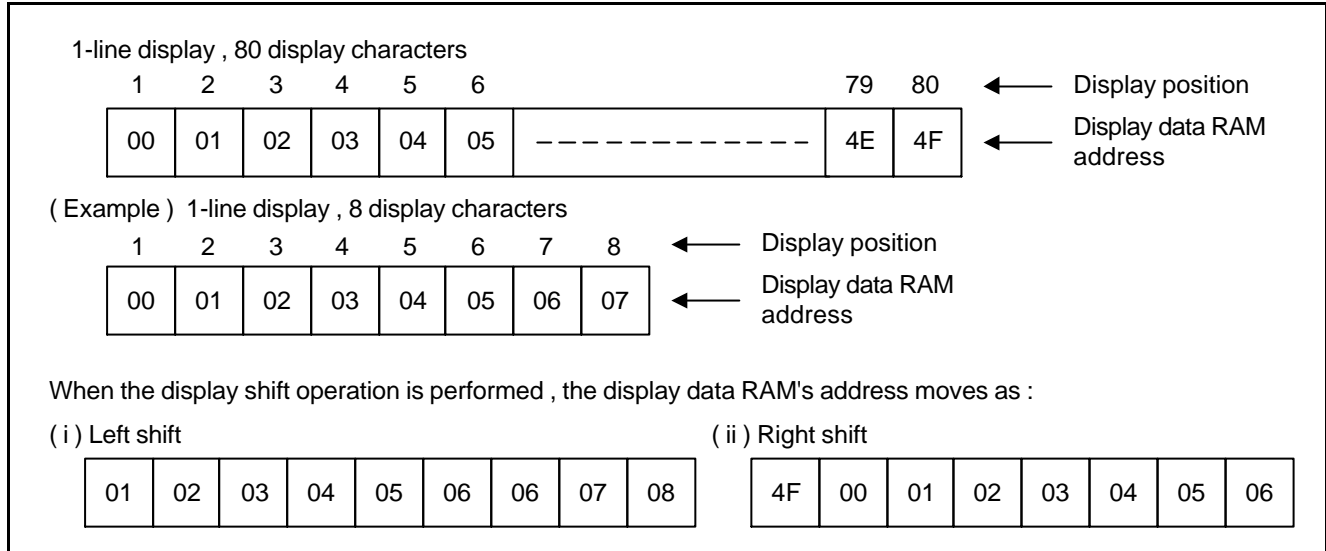 1-line display , 80 display characters
1 2 3 4 5 6 79 80 Display position
00 01 02 03 04 05 4E 4F Display data RAM
address
( Example ) 1-line display , 8 display characters
1 2 3 4 5 6 7 8 Display position
00 01 02 03 04 05 06 07 Display data RAM
address
When the display shift operation is performed , the display data RAM's address moves as :
( i ) Left shift ( ii ) Right shift
01 02 03 04 05 06 06 07 08 4F 00 01 02 03 04 05 06